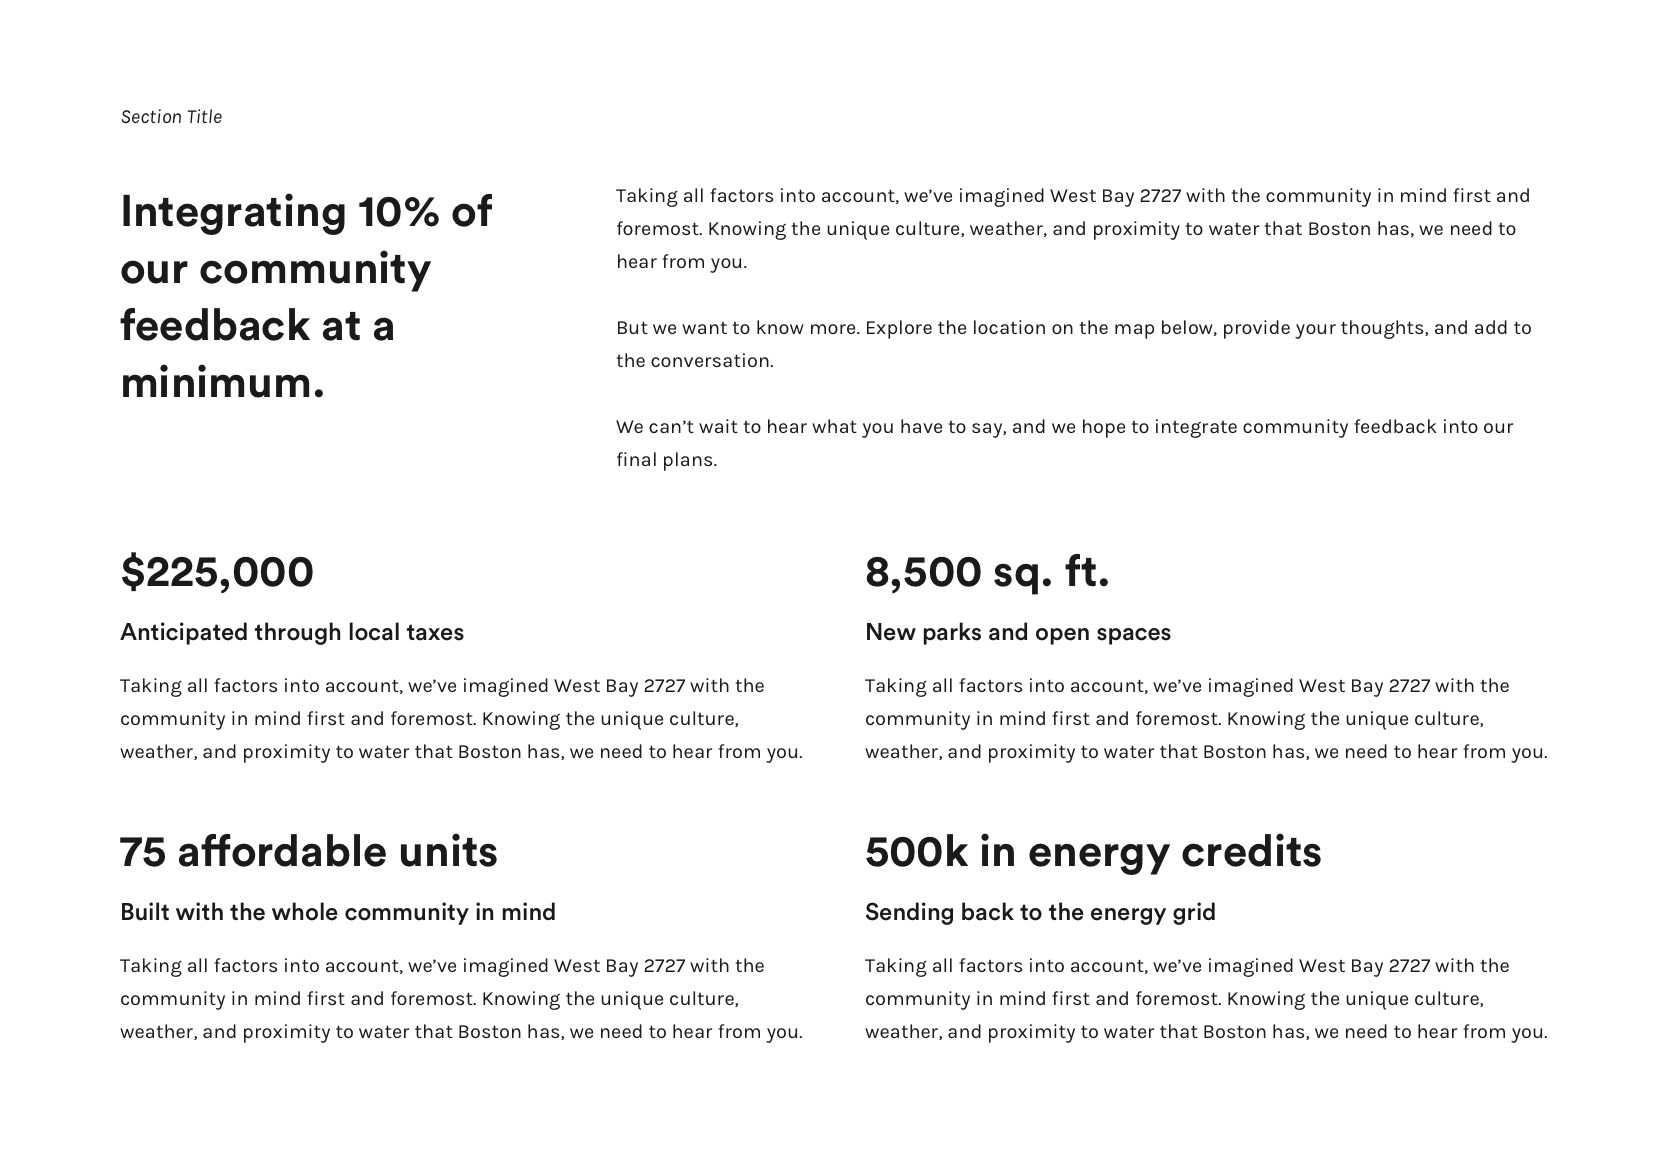 Section Title
Integrating 10% of
our community
feedback at a
minimum.
Taking all factors into account, we’ve imagined West Bay 2727 with the community in mind first and
foremost. Knowing the unique culture, weather, and proximity to water that Boston has, we need to
hear from you.
But we want to know more. Explore the location on the map below, provide your thoughts, and add to
the conversation.
We can’t wait to hear what you have to say, and we hope to integrate community feedback into our
final plans.
$225,000
Anticipated through local taxes
Taking all factors into account, we’ve imagined West Bay 2727 with the
community in mind first and foremost. Knowing the unique culture,
weather, and proximity to water that Boston has, we need to hear from you.
8,500 sq. ft.
New parks and open spaces
Taking all factors into account, we’ve imagined West Bay 2727 with the
community in mind first and foremost. Knowing the unique culture,
weather, and proximity to water that Boston has, we need to hear from you.
75 affordable units
Built with the whole community in mind
Taking all factors into account, we’ve imagined West Bay 2727 with the
community in mind first and foremost. Knowing the unique culture,
weather, and proximity to water that Boston has, we need to hear from you.
500k in energy credits
Sending back to the energy grid
Taking all factors into account, we’ve imagined West Bay 2727 with the
community in mind first and foremost. Knowing the unique culture,
weather, and proximity to water that Boston has, we need to hear from you.